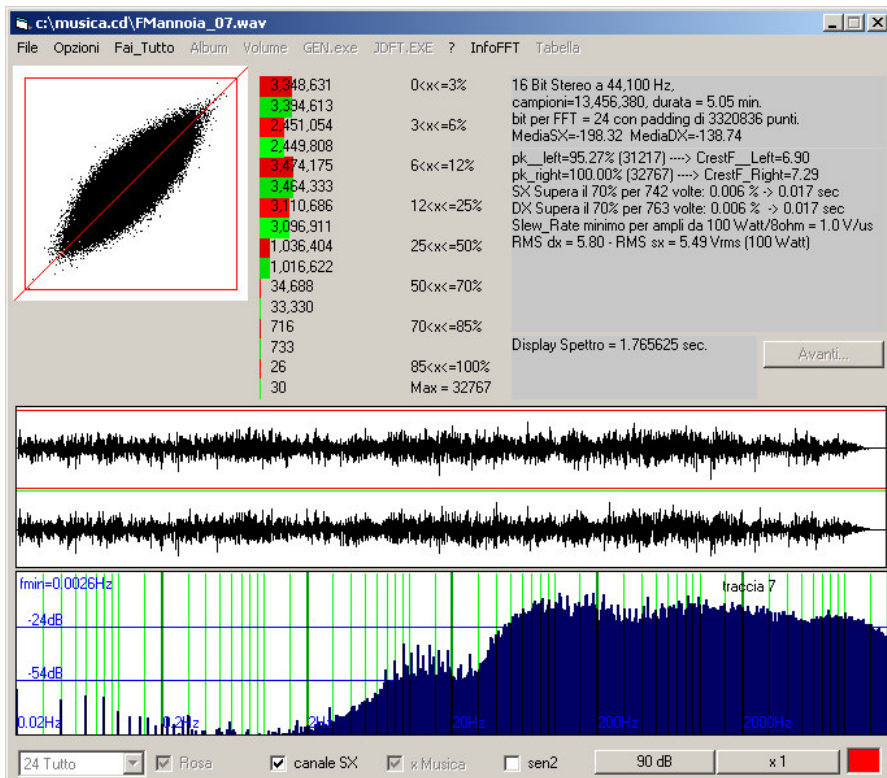 c:\musica.cd\FMannoia_07.wav
File Opzioni Fai_Tutto Album Volume GEN.exe JDFT.EXE ? InfoFFT Tabella
3,348,631 0<x<=3%
3,394,613
2,451,054 3<x<=6%
2,449,808
3,474,175 6<x<=12%
3,464,333
3,110,686 12<x<=25%
3,096,911
1,036,404 25<x<=50%
1,016,622
34,688 50<x<=70%
33,330
716 70<x<=85%
733
26 85<x<=100%
30 Max = 32767
16 Bit Stereo a 44,100 Hz,
campioni=13,456,380, durata = 5.05 min.
bit per FFT = 24 con padding di 3320836 punti.
MediaSX=-198.32 MediaDX=-138.74
pk__left=95.27% (31217) ----> CrestF__Left=6.90
pk_right=100.00% (32767) ----> CrestF_Right=7.29
SX Supera il 70% per 742 volte: 0.006 % -> 0.017 sec
DX Supera il 70% per 763 volte: 0.006 % -> 0.017 sec
Slew_Rate minimo per ampli da 100 Watt/8ohm = 1.0 V/us
RMS dx = 5.80 - RMS sx = 5.49 Vrms (100 Watt)
Display Spettro = 1.765625 sec.
Avanti...
fmin=0.0026Hz
traccia 7
-24dB
-54dB
0.02Hz 0.2Hz 2Hz 20Hz 200Hz 2000Hz
24 Tutto Rosa canale SX x Musica sen2 90 dB x 1